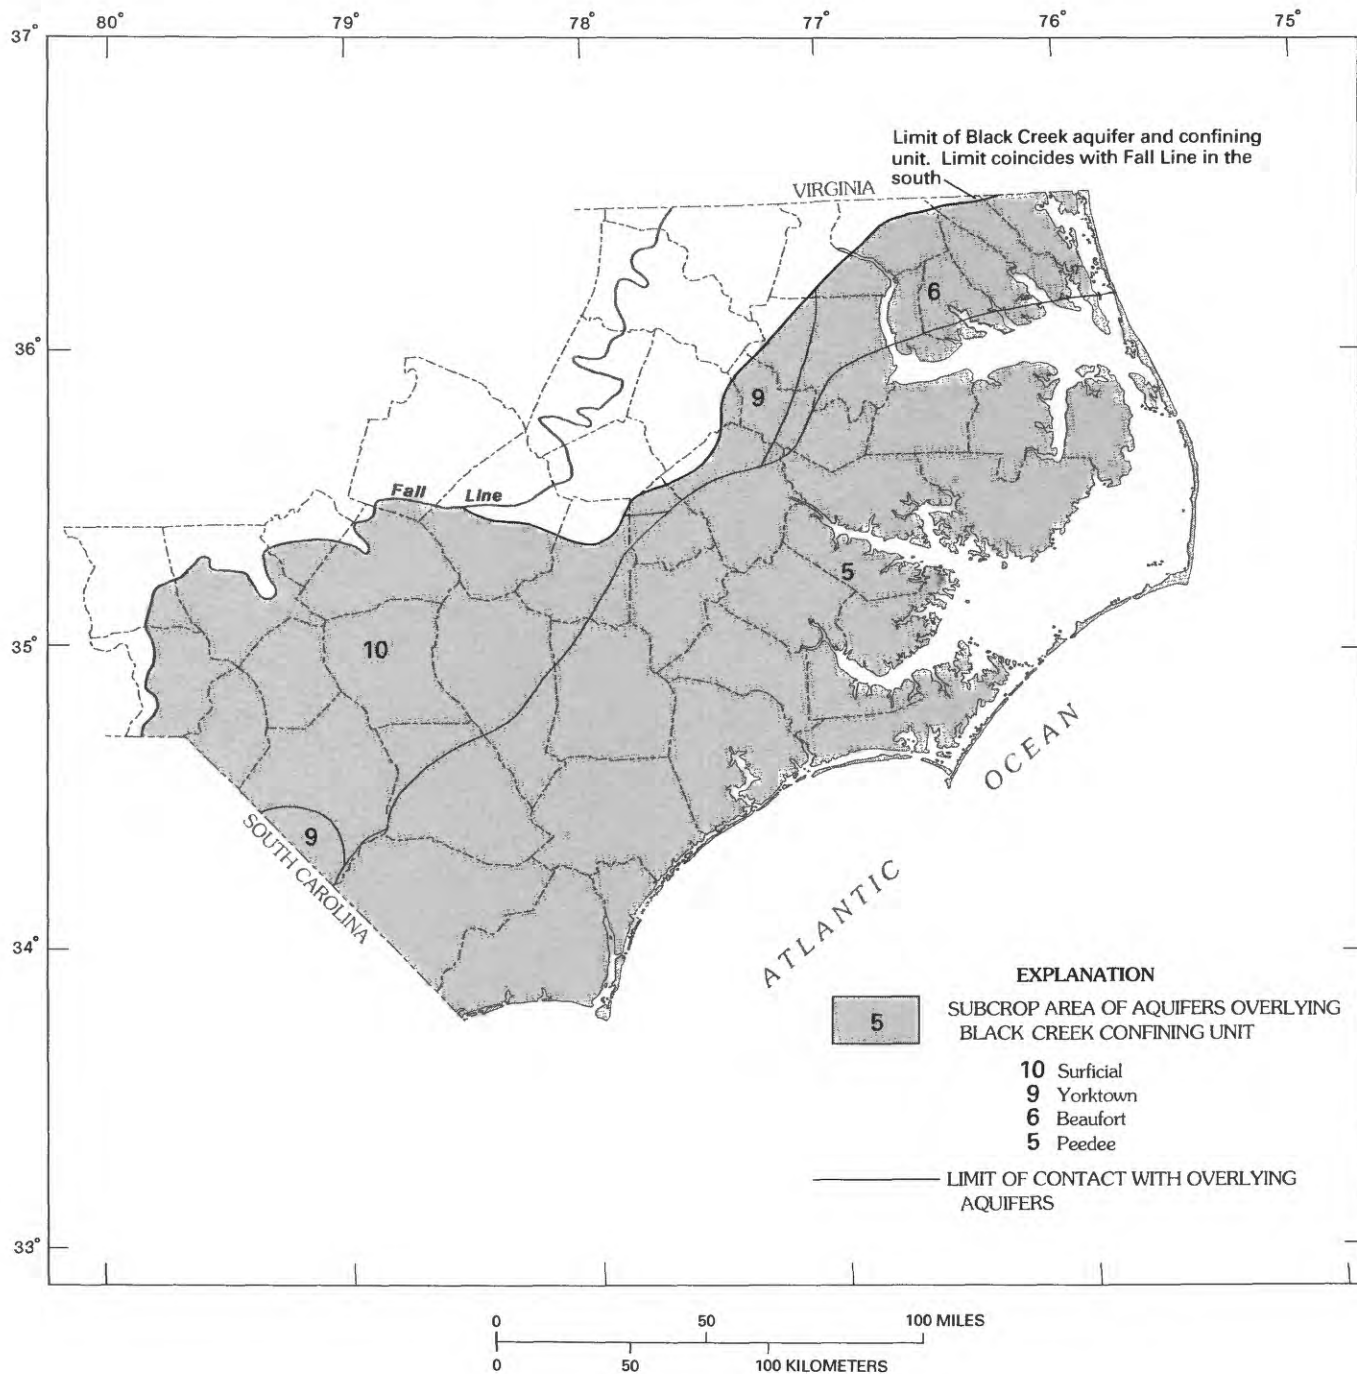 80° 79° 78° 77° 76° 75°
37°
Limit of Black Creek aquifer and confining
unit. Limit coincides with Fall Line in the
south
VIRGINIA
6
36°
9
Fall Line
5
35°
10
OCEAN
9
SOUTH CAROLINA
ATLANTIC
34°
EXPLANATION
5
SUBCROP AREA OF AQUIFERS OVERLYING
BLACK CREEK CONFINING UNIT
10 Surficial
9 Yorktown
6 Beaufort
5 Peedee
LIMIT OF CONTACT WITH OVERLYING
AQUIFERS
33°
0 50 100 MILES
0 50 100 KILOMETERS